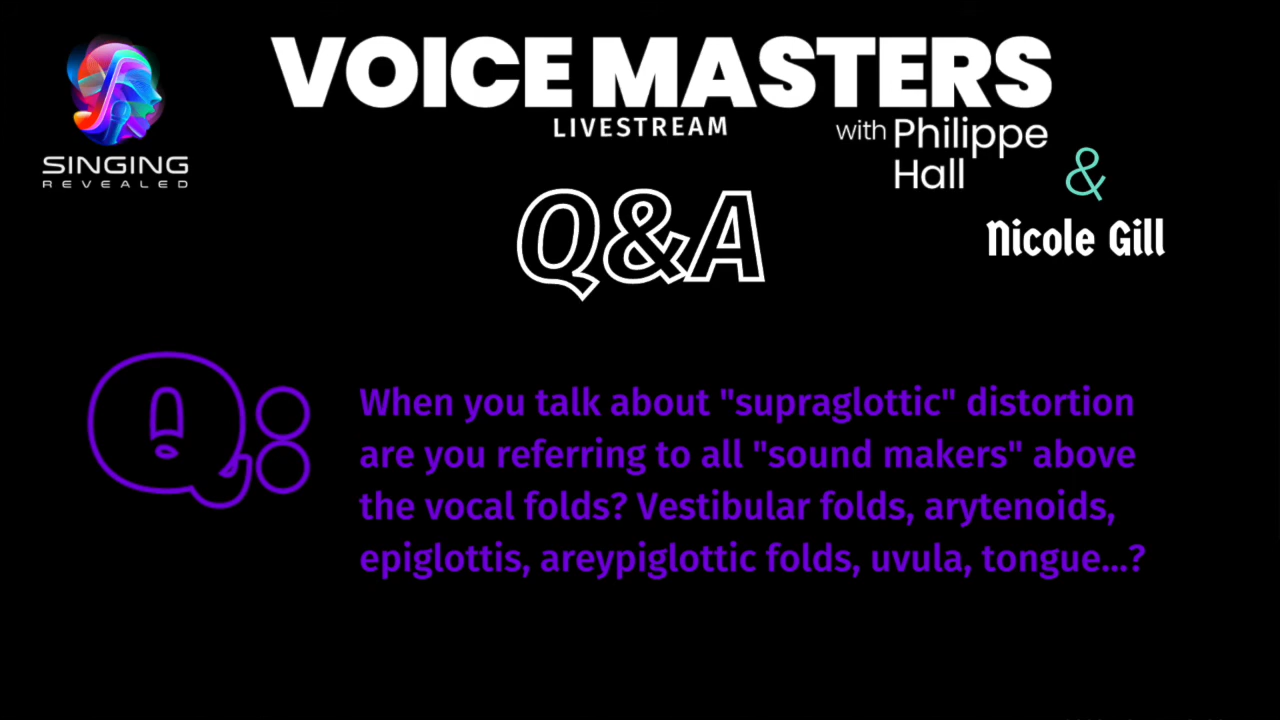 VOICE MASTERS
LIVESTREAM
with Philippe
Hall
&
Nicole Gill
SINGING
REVEALED
Q&A
Q:
When you talk about "supraglottic" distortion
are you referring to all "sound makers" above
the vocal folds? Vestibular folds, arytenoids,
epiglottis, areypiglottic folds, uvula, tongue...?